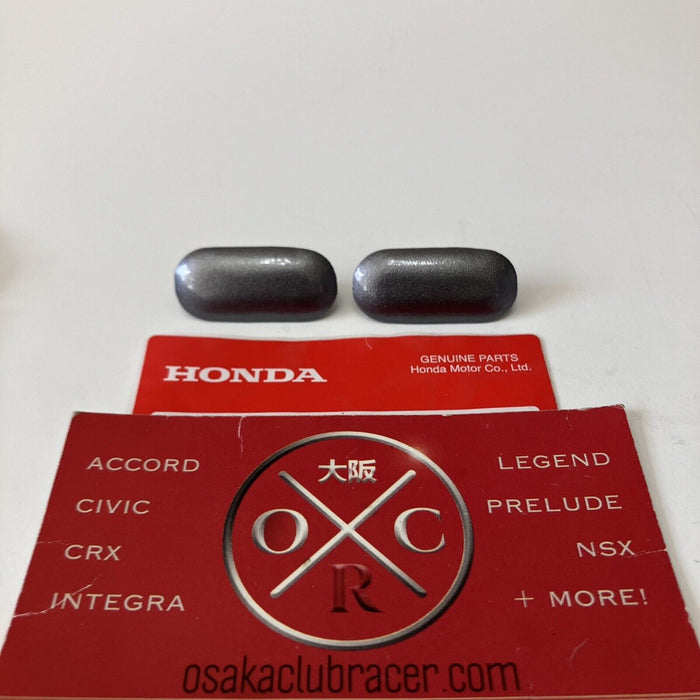 HONDA
GENUINE PARTS
Honda Motor Co., Ltd.
ACCORD
CIVIC
CRX
INTEGRA
大阪
O C
R
LEGEND
PRELUDE
NSX
+ MORE!
osakaclubracer.com